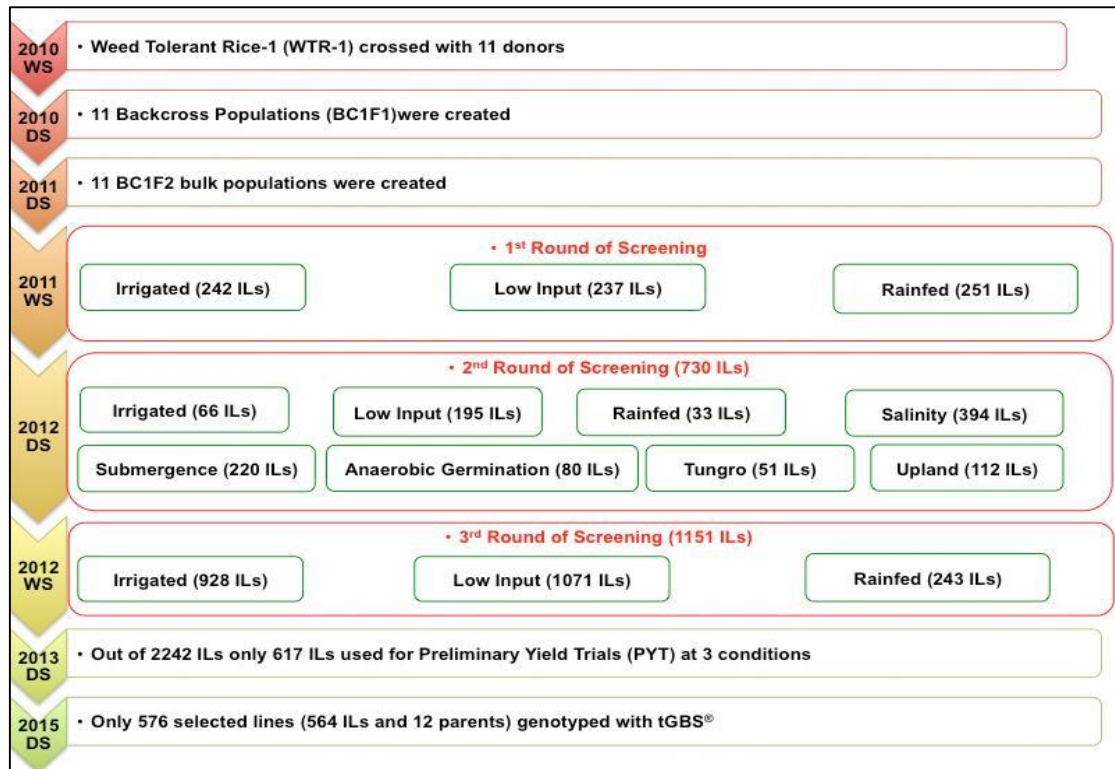 2010
WS
• Weed Tolerant Rice-1 (WTR-1) crossed with 11 donors
2010
DS
• 11 Backcross Populations (BC1F1)were created
2011
DS
• 11 BC1F2 bulk populations were created
2011
WS
• 1st Round of Screening
Irrigated (242 ILs)
Low Input (237 ILs)
Rainfed (251 ILs)
2012
DS
• 2nd Round of Screening (730 ILs)
Irrigated (66 ILs)
Low Input (195 ILs)
Rainfed (33 ILs)
Salinity (394 ILs)
Submergence (220 ILs)
Anaerobic Germination (80 ILs)
Tungro (51 ILs)
Upland (112 ILs)
2012
WS
• 3rd Round of Screening (1151 ILs)
Irrigated (928 ILs)
Low Input (1071 ILs)
Rainfed (243 ILs)
2013
DS
• Out of 2242 ILs only 617 ILs used for Preliminary Yield Trials (PYT) at 3 conditions
2015
DS
• Only 576 selected lines (564 ILs and 12 parents) genotyped with tGBS®